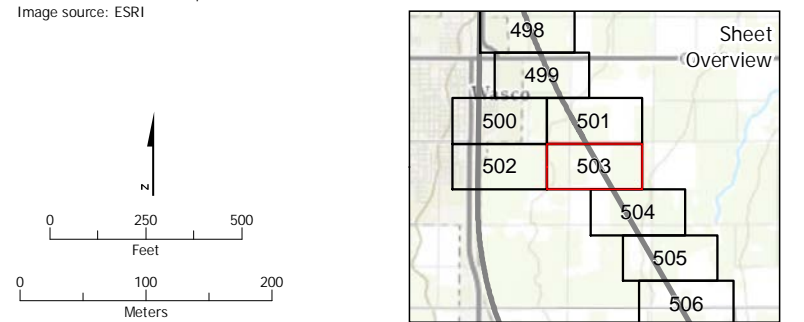 Image source: ESRI
N
0 250 500
Feet
0 100 200
Meters
Sheet
Overview
498
499
Wasco
500 501
502 503
504
505
506